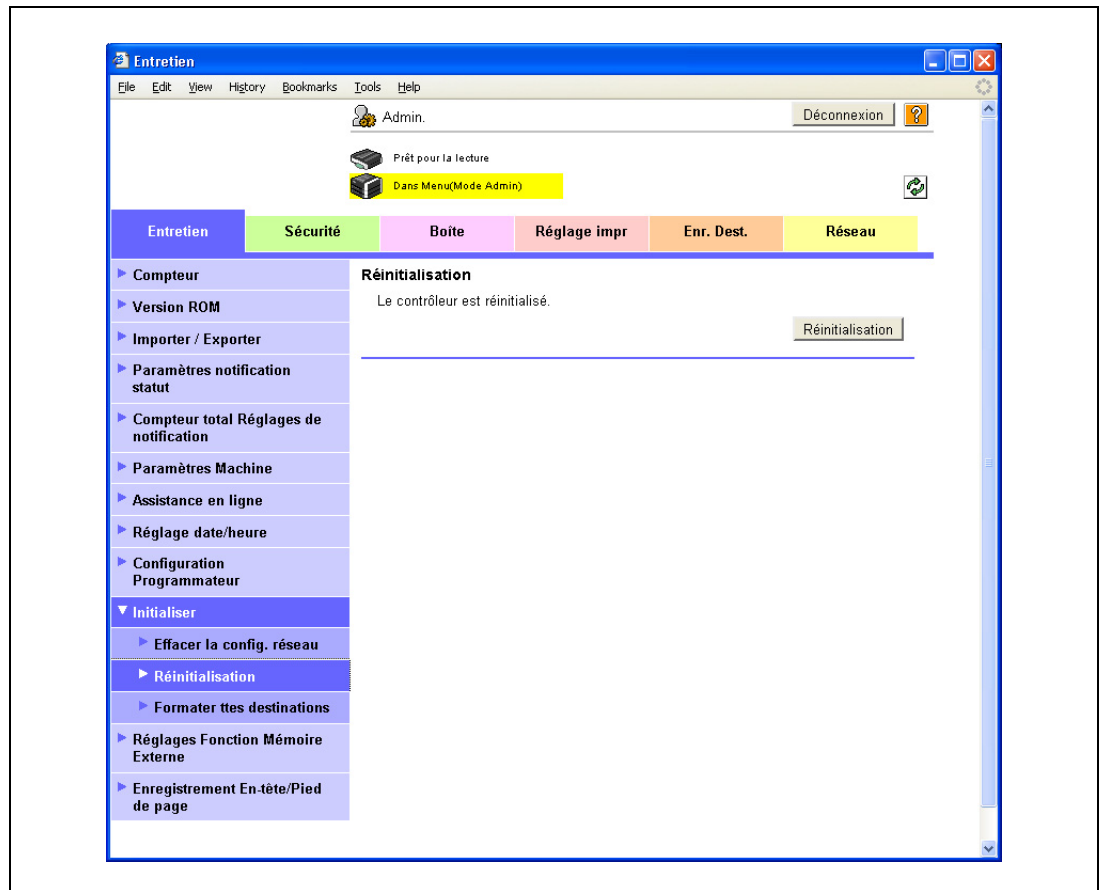 Entretien
File Edit View History Bookmarks Tools Help
Admin.
Déconnexion
?
Prêt pour la lecture
Dans Menu(Mode Admin)
Entretien Sécurité Boîte Réglage impr Enr. Dest. Réseau
Compteur
Version ROM
Importer / Exporter
Paramètres notification
statut
Compteur total Réglages de
notification
Paramètres Machine
Assistance en ligne
Réglage date/heure
Configuration
Programmateur
Initialiser
Effacer la config. réseau
Réinitialisation
Formater ttes destinations
Réglages Fonction Mémoire
Externe
Enregistrement En-tête/Pied
de page
Réinitialisation
Le contrôleur est réinitialisé.
Réinitialisation